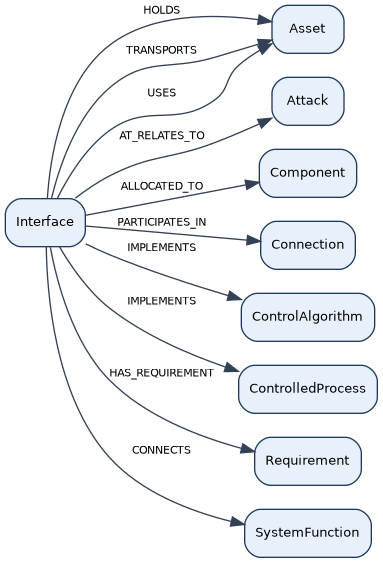 HOLDS
Asset
TRANSPORTS
USES
Attack
AT_RELATES_TO
Component
ALLOCATED_TO
Interface
PARTICIPATES_IN
Connection
IMPLEMENTS
ControlAlgorithm
IMPLEMENTS
ControlledProcess
HAS_REQUIREMENT
Requirement
CONNECTS
SystemFunction